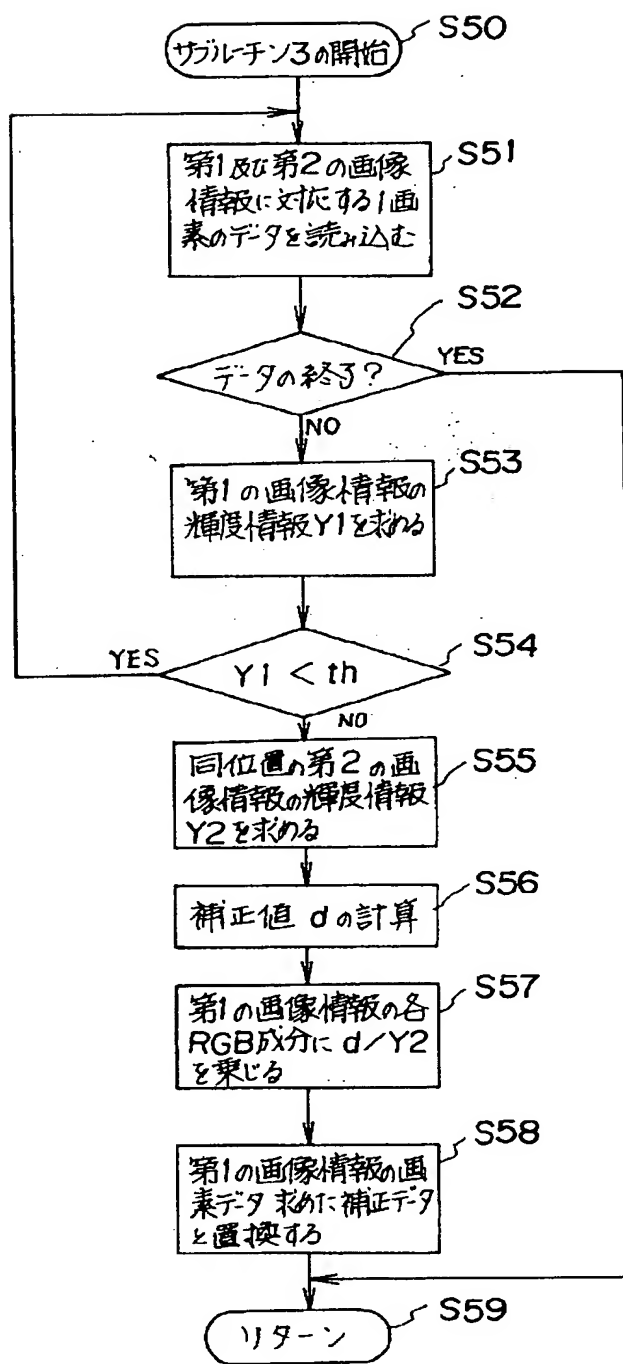 S50
サブルーチン3の開始
S51
第1及び第2の画像
情報に対応する1画
素のデータを読み込む
S52
データの終了?
YES
NO
S53
第1の画像情報の
輝度情報Y1を求める
S54
Y1 < th
YES
NO
S55
同位置の第2の画
像情報の輝度情報
Y2を求める
S56
補正値 dの計算
S57
第1の画像情報の各
RGB成分に d/Y2
を乗じる
S58
第1の画像情報の画
素データ 求めた補正データ
と置換する
S59
リターン